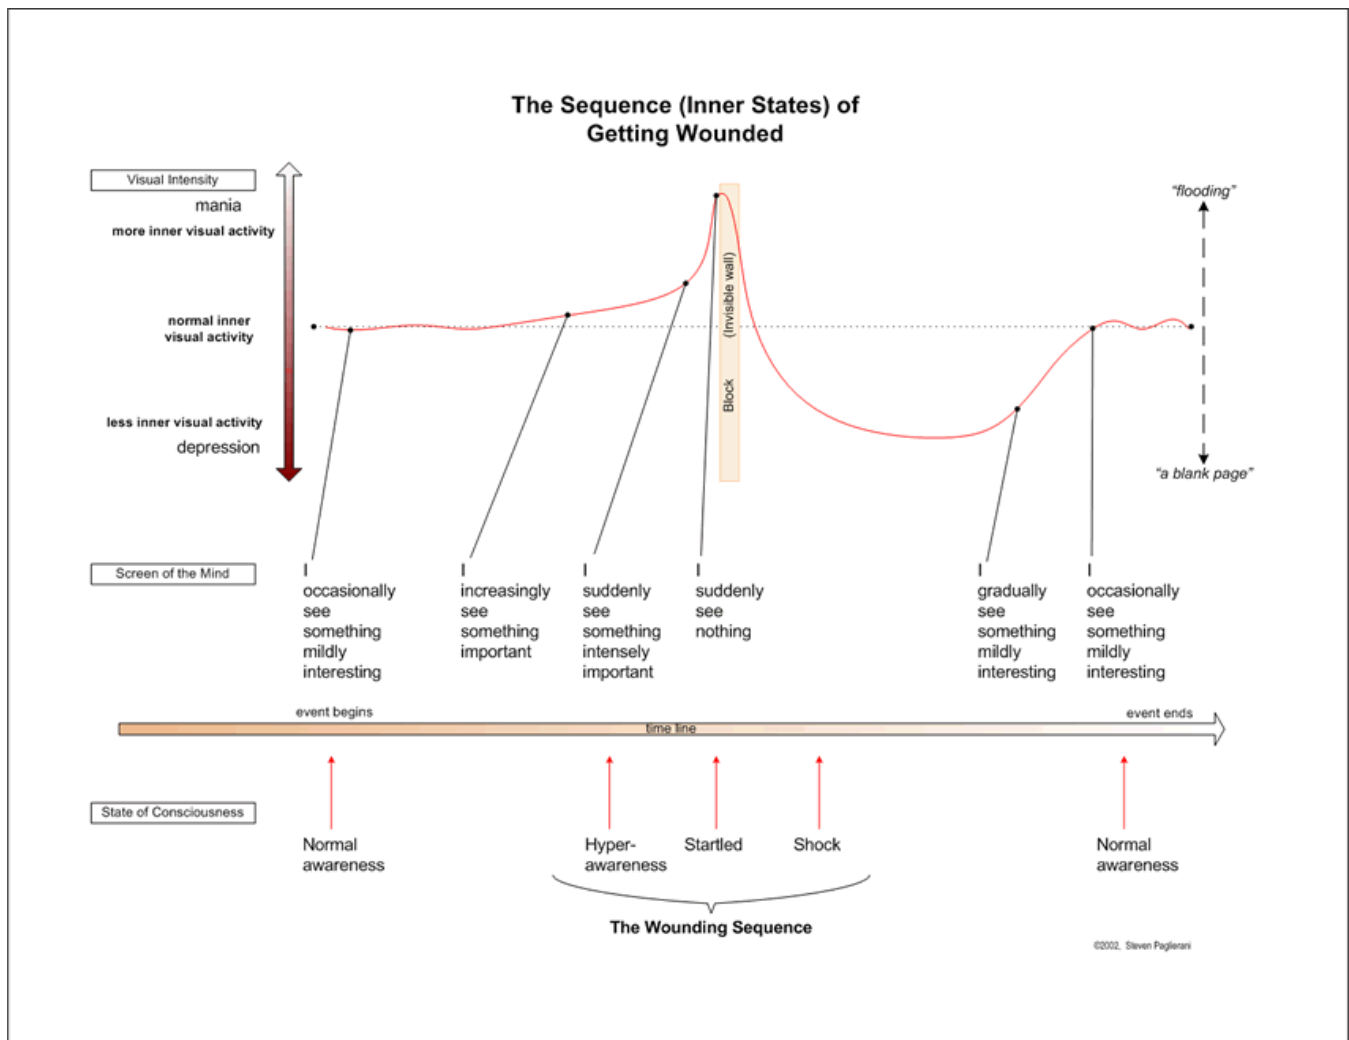 The Sequence (Inner States) of
Getting Wounded
Visual Intensity
mania
more inner visual activity
normal inner
visual activity
less inner visual activity
depression
Block (Invisible wall)
"flooding"
"a blank page"
Screen of the Mind
I
occasionally
see
something
mildly
interesting
I
increasingly
see
something
important
I
suddenly
see
something
intensely
important
I
suddenly
see
nothing
I
gradually
see
something
mildly
interesting
I
occasionally
see
something
mildly
interesting
event begins
event ends
time line
State of Consciousness
Normal
awareness
Hyper-
awareness
Startled
Shock
Normal
awareness
The Wounding Sequence
©2002, Steven Paglierani